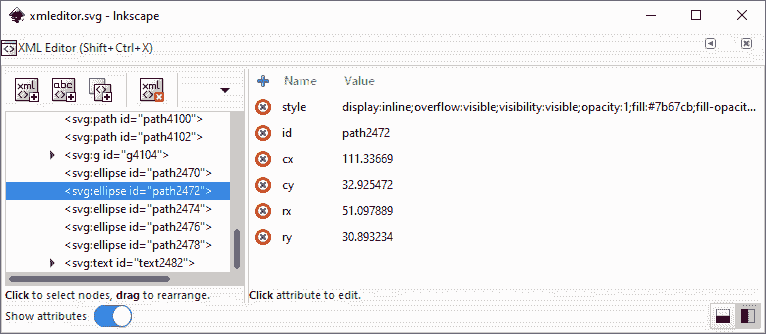 xmleditor.svg - Inkscape
XML Editor (Shift+Ctrl+X)
xml
abc
xml
Name Value
style display:inline;overflow:visible;visibility:visible;opacity:1;fill:#7b67cb;fill-opacit...
id path2472
cx 111.33669
cy 32.925472
rx 51.097889
ry 30.893234
<svg:path id="path4100">
<svg:path id="path4102">
<svg:g id="g4104">
<svg:ellipse id="path2470">
<svg:ellipse id="path2472">
<svg:ellipse id="path2474">
<svg:ellipse id="path2476">
<svg:ellipse id="path2478">
<svg:text id="text2482">
Click to select nodes, drag to rearrange.
Click attribute to edit.
Show attributes